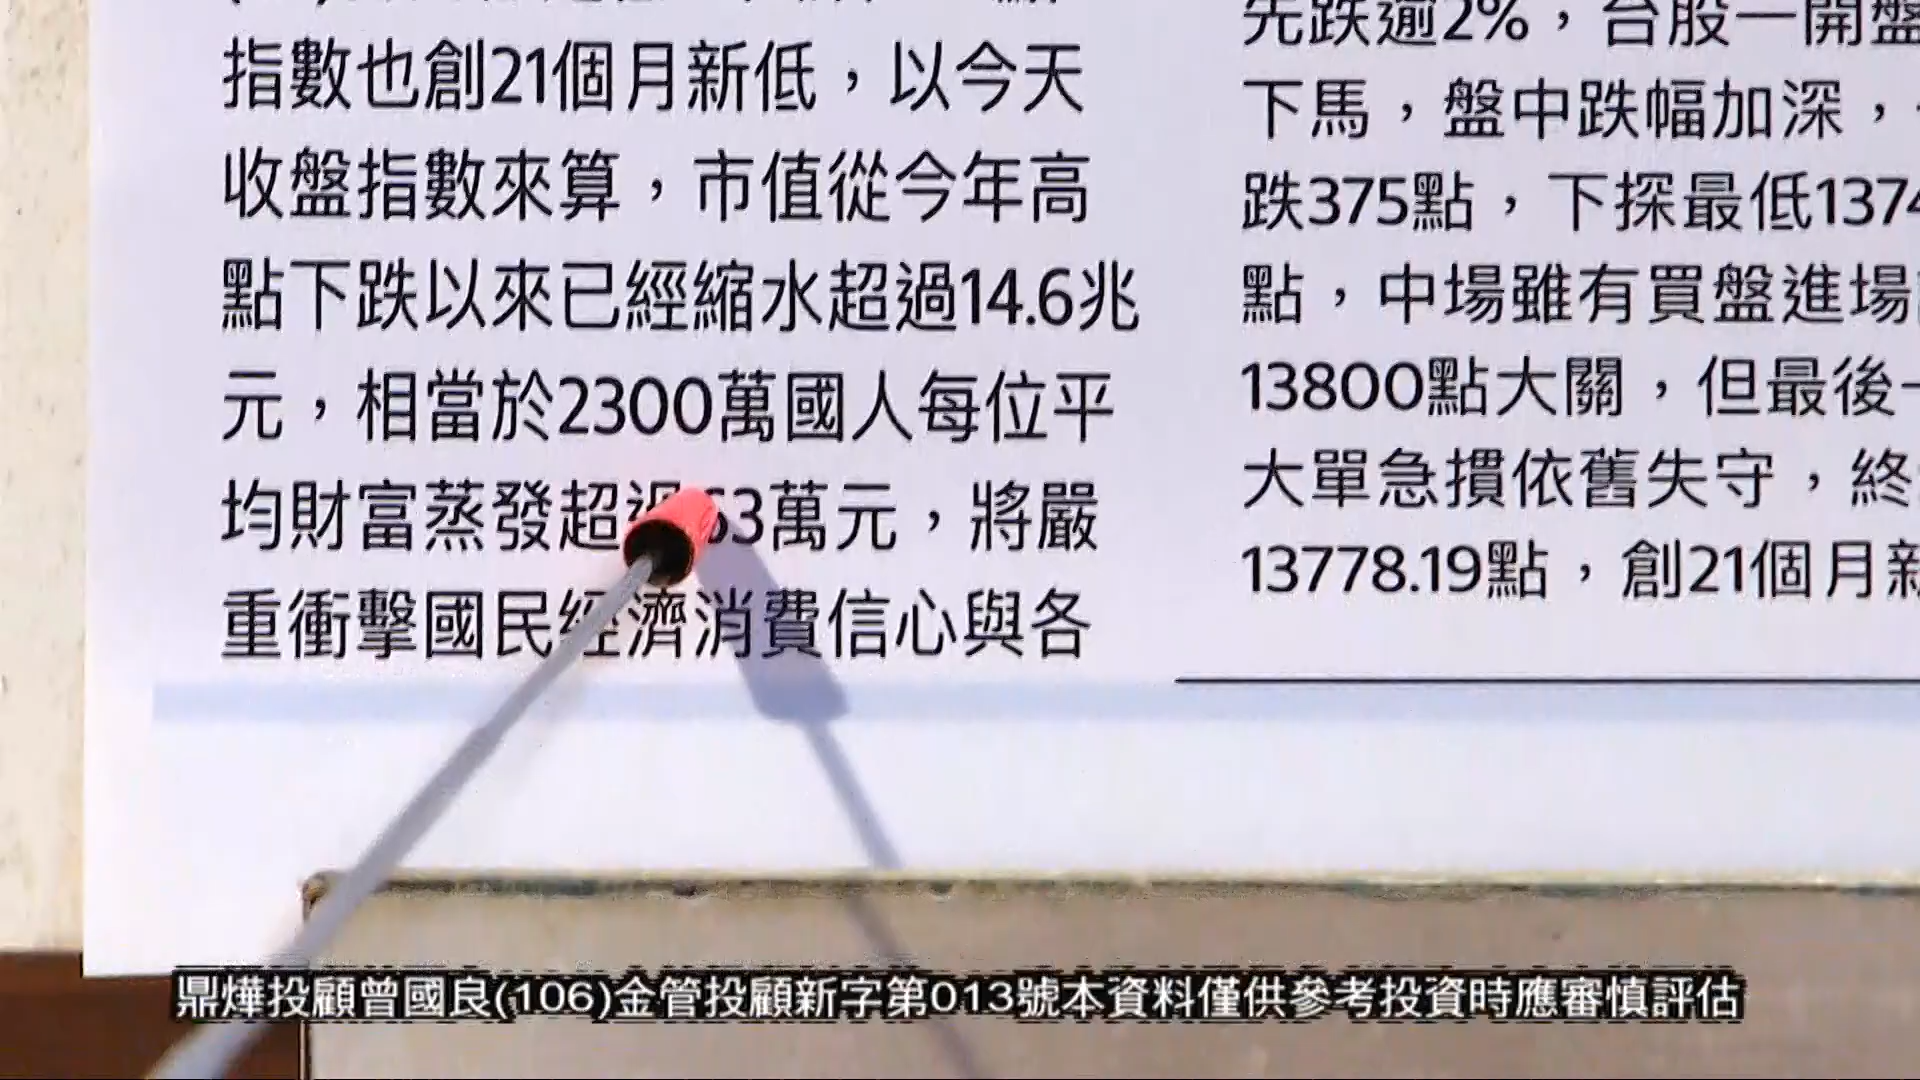 指數也創21個月新低，以今天
收盤指數來算，市值從今年高
點下跌以來已經縮水超過14.6兆
元，相當於2300萬國人每位平
均財富蒸發超過63萬元，將嚴
重衝擊國民經濟消費信心與各
先跌逾2%，台股一開盤
下馬，盤中跌幅加深，
跌375點，下探最低1374
點，中場雖有買盤進場
13800點大關，但最後一
大單急摜依舊失守，終
13778.19點，創21個月新
鼎燁投顧曾國良(106)金管投顧新字第013號本資料僅供參考投資時應審慎評估